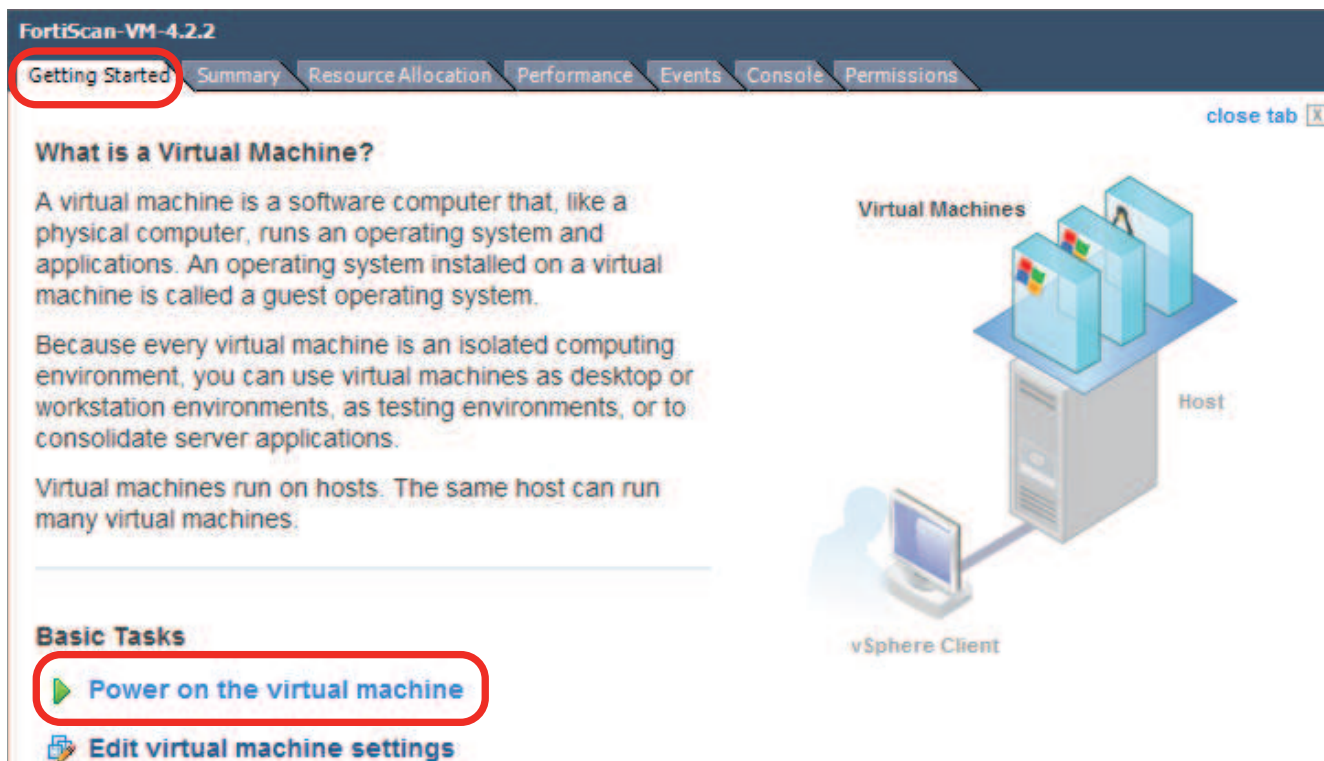 FortiScan-VM-4.2.2
Getting Started Summary Resource Allocation Performance Events Console Permissions
close tab X
What is a Virtual Machine?
A virtual machine is a software computer that, like a
physical computer, runs an operating system and
applications. An operating system installed on a virtual
machine is called a guest operating system.
Because every virtual machine is an isolated computing
environment, you can use virtual machines as desktop or
workstation environments, as testing environments, or to
consolidate server applications.
Virtual machines run on hosts. The same host can run
many virtual machines.
Virtual Machines
Host
vSphere Client
Basic Tasks
Power on the virtual machine
Edit virtual machine settings